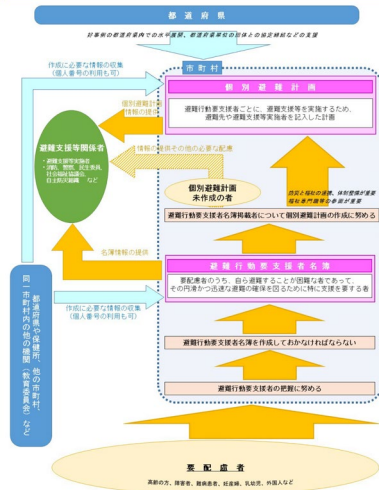 都道府県
好事例の都道府県内での水平展開、都道府県単位の団体との協定締結などの支援
市町村
作成に必要な情報の収集
（個人番号の利用も可）
個別避難計画
個別避難計画
情報の提供
避難行動要支援者ごとに、避難支援等を実施するため、
避難先や避難支援等実施者を記入した計画
避難支援等関係者
・避難支援等実施者
・消防、警察、民生委員、
社会福祉協議会、
自主防災組織　など
情報の提供その他の必要な配慮
個別避難計画
未作成の者
防災と福祉の連携、体制整備が重要
福祉専門職等の参画が重要
避難行動要支援者名簿掲載者について個別避難計画の作成に努める
名簿情報の提供
避難行動要支援者名簿
要配慮者のうち、自ら避難することが困難な者であって、
その円滑かつ迅速な避難の確保を図るために特に支援を要する者
都道府県や保健所、他の市町村、
同一市町村内の他の機関（教育委員会）など
作成に必要な情報の収集
（個人番号の利用も可）
避難行動要支援者名簿を作成しておかなければならない
避難行動要支援者の把握に努める
要配慮者
高齢の方、障害者、難病患者、妊産婦、乳幼児、外国人など